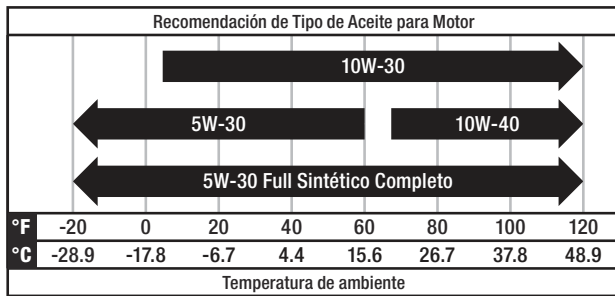 Recomendación de Tipo de Aceite para Motor
10W-30
5W-30 10W-40
5W-30 Full Sintético Completo
°F -20 0 20 40 60 80 100 120
°C -28.9 -17.8 -6.7 4.4 15.6 26.7 37.8 48.9
Temperatura de ambiente